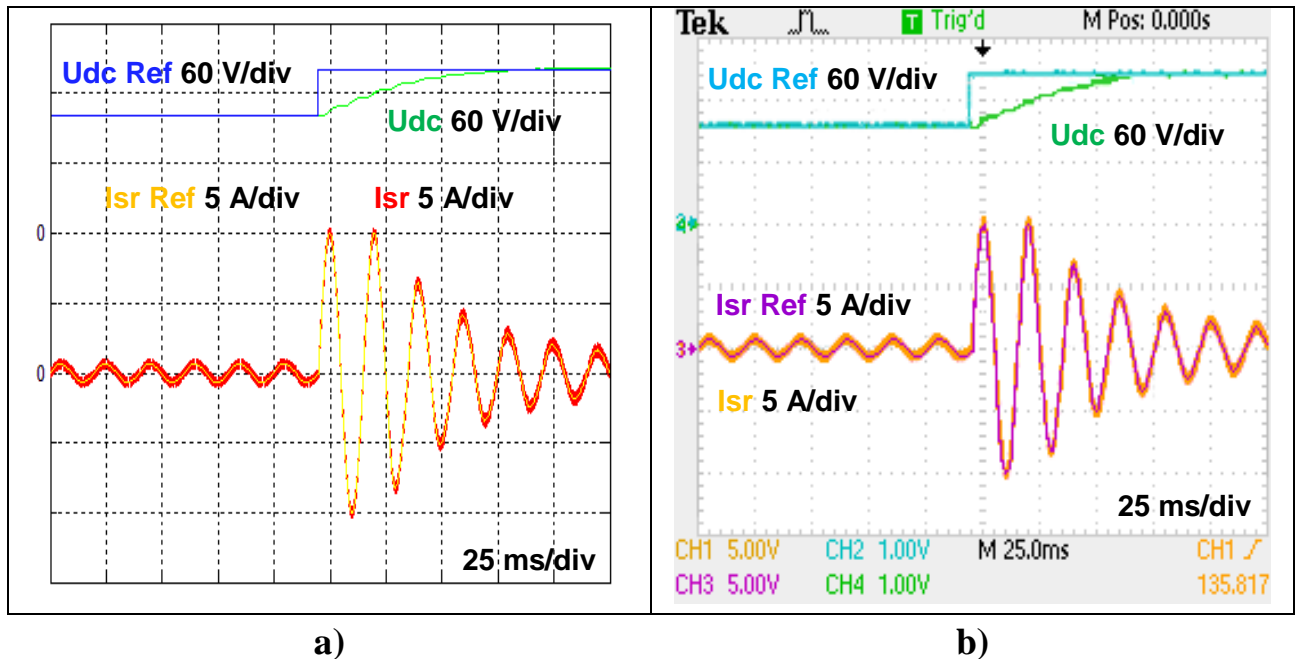 Udc Ref 60 V/div
Udc 60 V/div
Isr Ref 5 A/div Isr 5 A/div
0
0
25 ms/div
a)
Tek T Trig'd M Pos: 0.000s
Udc Ref 60 V/div
Udc 60 V/div
Isr Ref 5 A/div
3
Isr 5 A/div
25 ms/div
CH1 5.00V CH2 1.00V M 25.0ms CH1
CH3 5.00V CH4 1.00V 135.817
b)